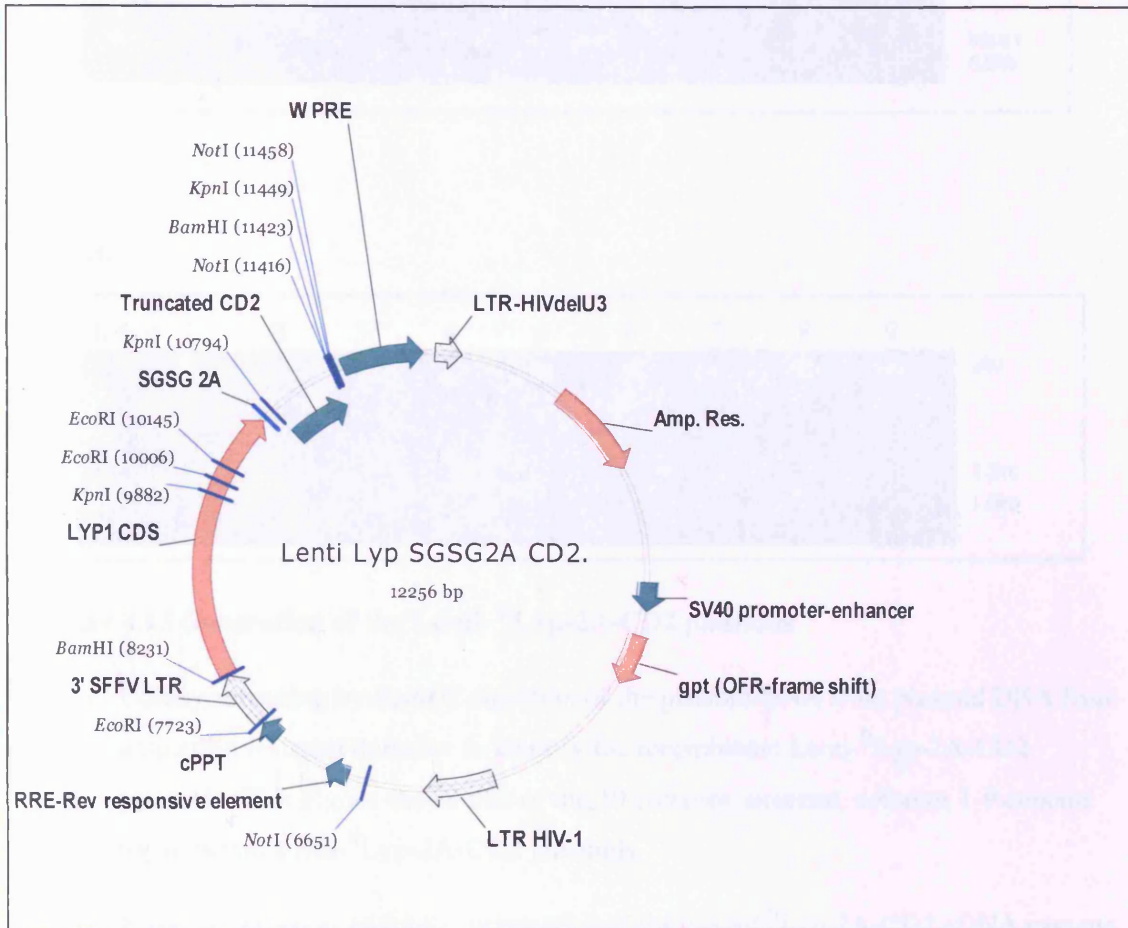 W PRE
NotI (11458)
KpnI (11449)
BamHI (11423)
NotI (11416)
Truncated CD2
LTR-HIVdelU3
KpnI (10794)
SGSG 2A
EcoRI (10145)
Amp. Res.
EcoRI (10006)
KpnI (9882)
LYP1 CDS
Lenti Lyp SGSG2A CD2.
12256 bp
SV40 promoter-enhancer
BamHI (8231)
3' SFFV LTR
gpt (OFR-frame shift)
EcoRI (7723)
cPPT
RRE-Rev responsive element
NotI (6651)
LTR HIV-1